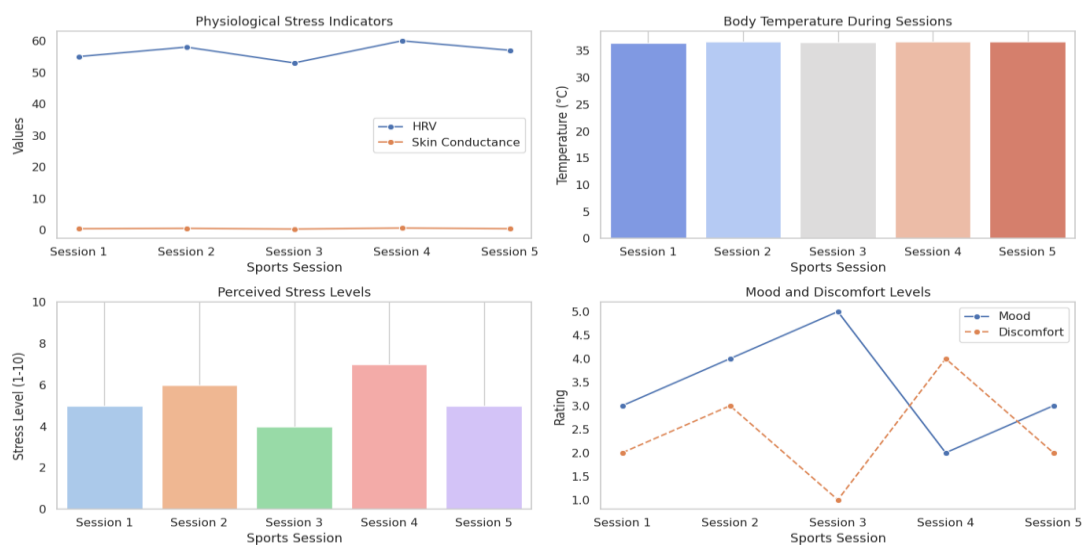 Physiological Stress Indicators
60
50
40
30
20
10
0
Values
HRV
Skin Conductance
Session 1 Session 2 Session 3 Session 4 Session 5
Sports Session
Body Temperature During Sessions
35
30
25
20
15
10
5
0
Temperature (°C)
Session 1 Session 2 Session 3 Session 4 Session 5
Sports Session
Perceived Stress Levels
10
8
6
4
2
0
Stress Level (1-10)
Session 1 Session 2 Session 3 Session 4 Session 5
Sports Session
Mood and Discomfort Levels
5.0
4.5
4.0
3.5
3.0
2.5
2.0
1.5
1.0
Rating
Mood
Discomfort
Session 1 Session 2 Session 3 Session 4 Session 5
Sports Session